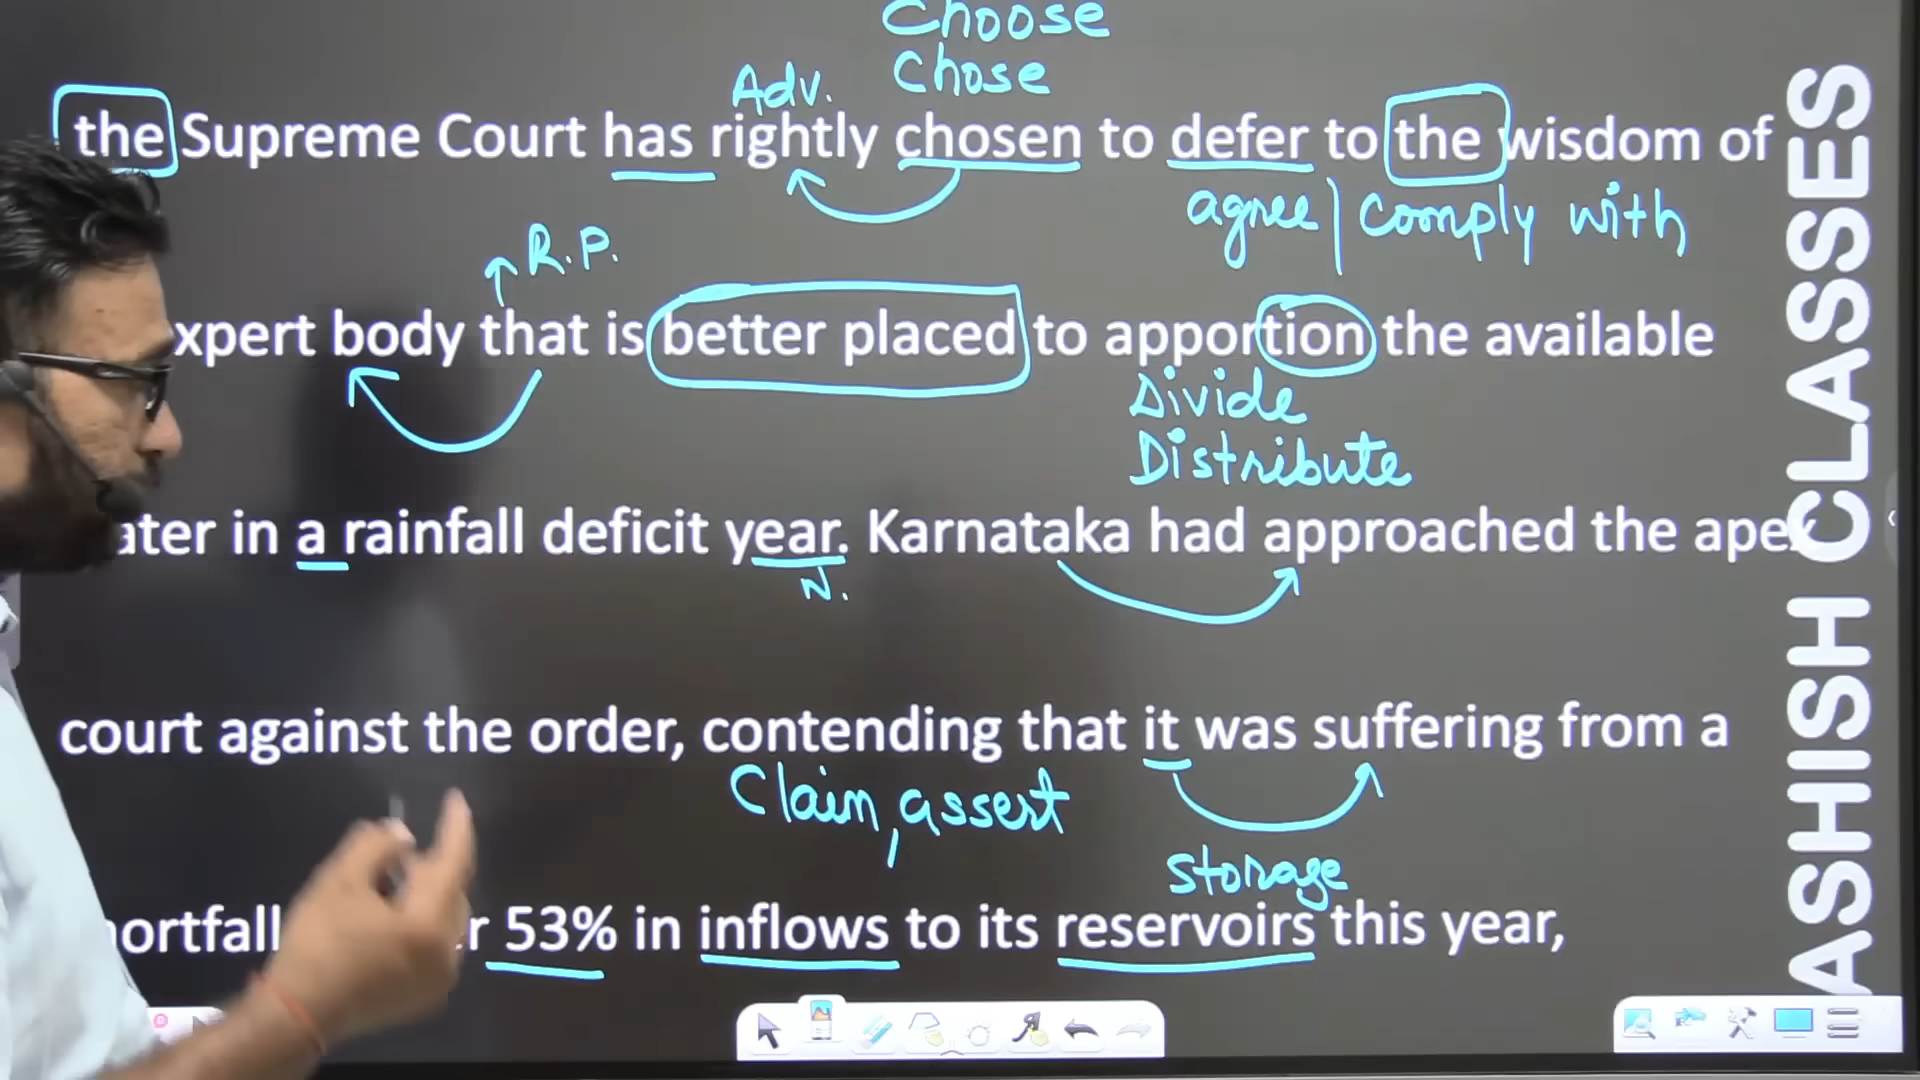 Choose
Adv. Chose
the Supreme Court has rightly chosen to defer to the wisdom of
agree | comply with
R.P.
xpert body that is better placed to apportion the available
Divide
Distribute
ater in a rainfall deficit year. Karnataka had approached the apex
N.
court against the order, contending that it was suffering from a
Claim, assert
storage
ortfall r 53% in inflows to its reservoirs this year,
ASHISH CLASSES